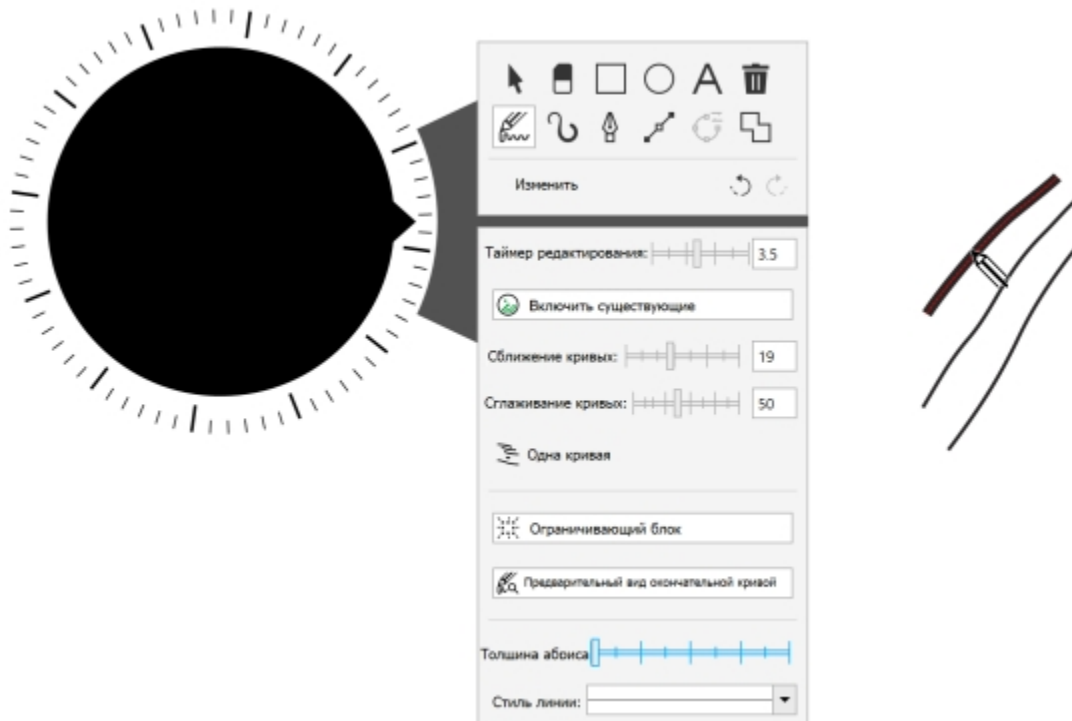 A
Изменить
Таймер редактирования: 3.5
Включить существующие
Сближение кривых: 19
Сглаживание кривых: 50
Одна кривая
Ограничивающий блок
Предварительный вид окончательной кривой
Толщина абриса
Стиль линии: